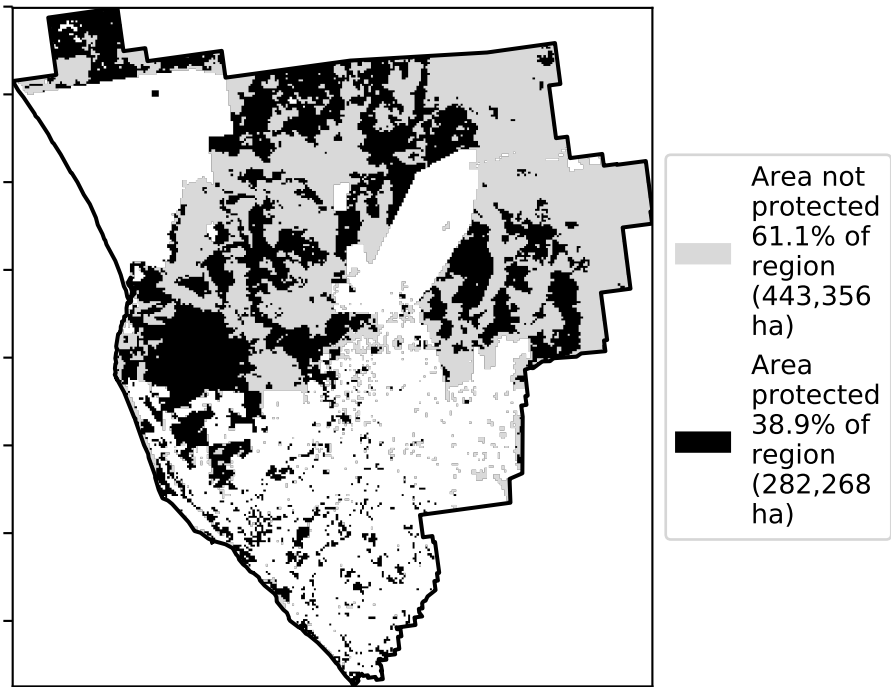 Area not
protected
61.1% of
region
(443,356
ha)
Area
protected
38.9% of
region
(282,268
ha)